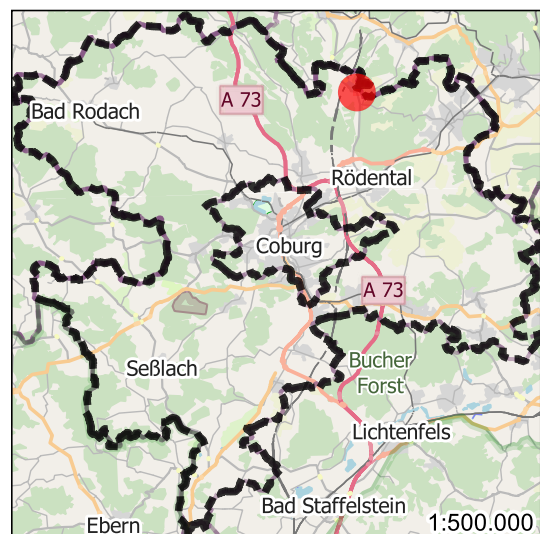 A 73
Bad Rodach
Rödental
Coburg
A 73
Bucher
Forst
Seßlach
Lichtenfels
Bad Staffelstein
Ebern
1:500.000